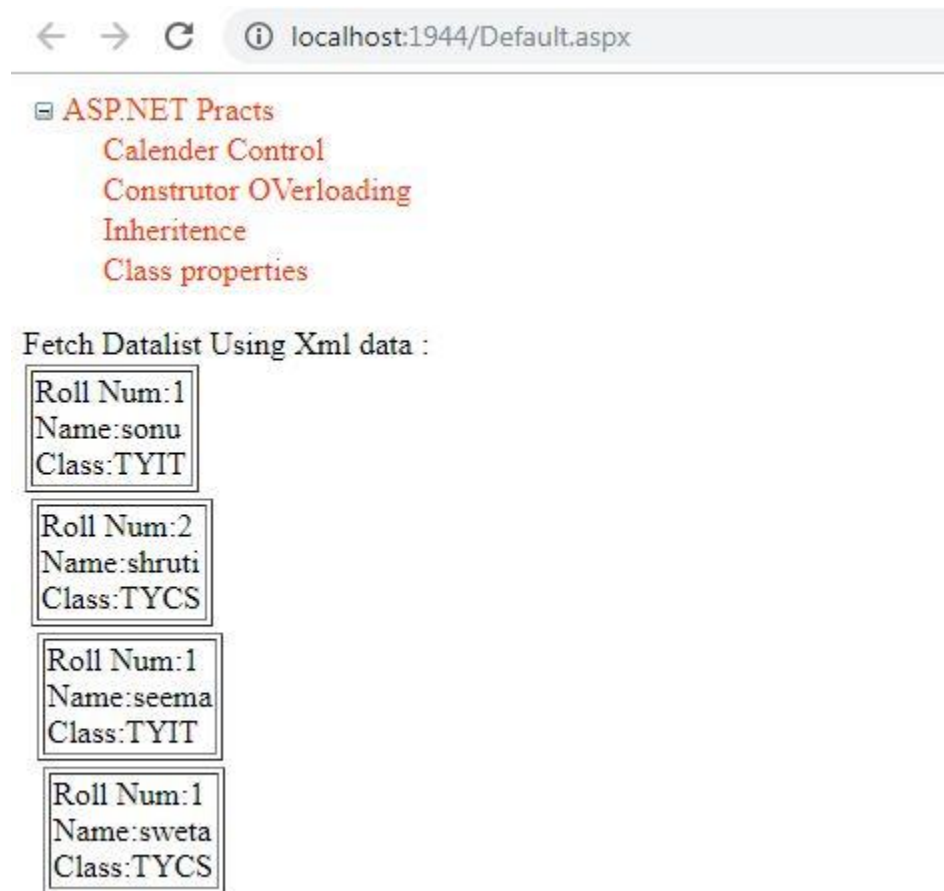 localhost:1944/Default.aspx
ASP.NET Practs
Calender Control
Construtor OVerloading
Inheritence
Class properties
Fetch Datalist Using Xml data :
Roll Num:1
Name:sonu
Class:TYIT
Roll Num:2
Name:shruti
Class:TYCS
Roll Num:1
Name:seema
Class:TYIT
Roll Num:1
Name:sweta
Class:TYCS